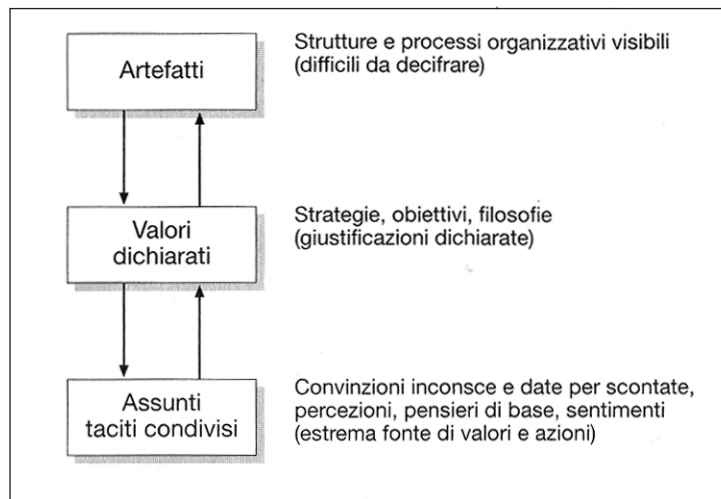 Artefatti
Strutture e processi organizzativi visibili
(difficili da decifrare)
Valori
dichiarati
Strategie, obiettivi, filosofie
(giustificazioni dichiarate)
Assunti
taciti condivisi
Convinzioni inconsce e date per scontate,
percezioni, pensieri di base, sentimenti
(estrema fonte di valori e azioni)